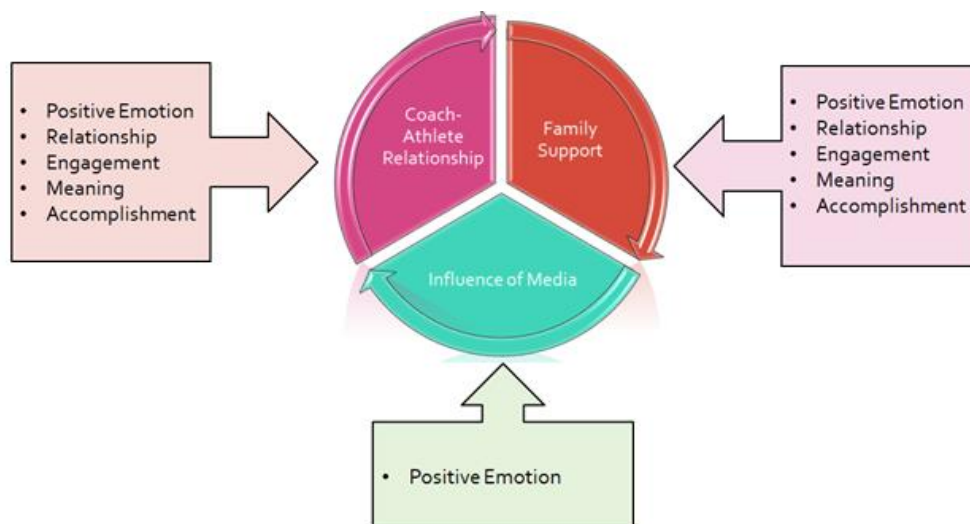 • Positive Emotion
• Relationship
• Engagement
• Meaning
• Accomplishment
Coach-
Athlete
Relationship
Family
Support
• Positive Emotion
• Relationship
• Engagement
• Meaning
• Accomplishment
Influence of Media
• Positive Emotion